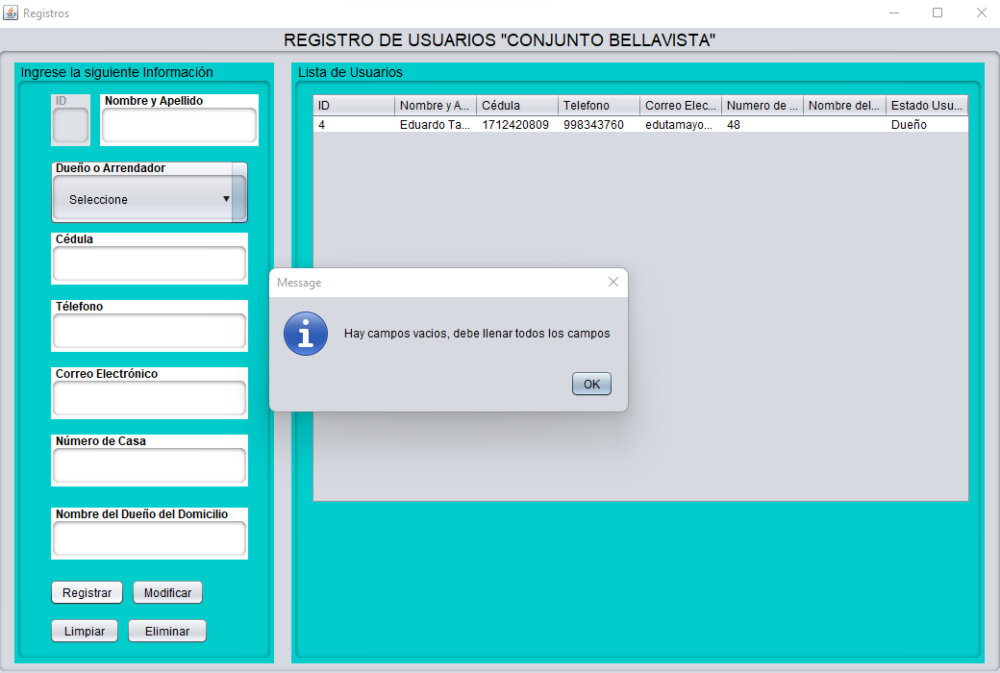 Registros
REGISTRO DE USUARIOS "CONJUNTO BELLAVISTA"
Ingrese la siguiente Información
ID
Nombre y Apellido
Dueño o Arrendador
Seleccione
Cédula
Télefono
Correo Electrónico
Número de Casa
Nombre del Dueño del Domicilio
Registrar
Modificar
Limpiar
Eliminar
Lista de Usuarios
ID Nombre y A... Cédula Telefono Correo Elec... Numero de ... Nombre del... Estado Usu...
4 Eduardo Ta... 1712420809 998343760 edutamayo... 48 Dueño
Message
Hay campos vacios, debe llenar todos los campos
OK